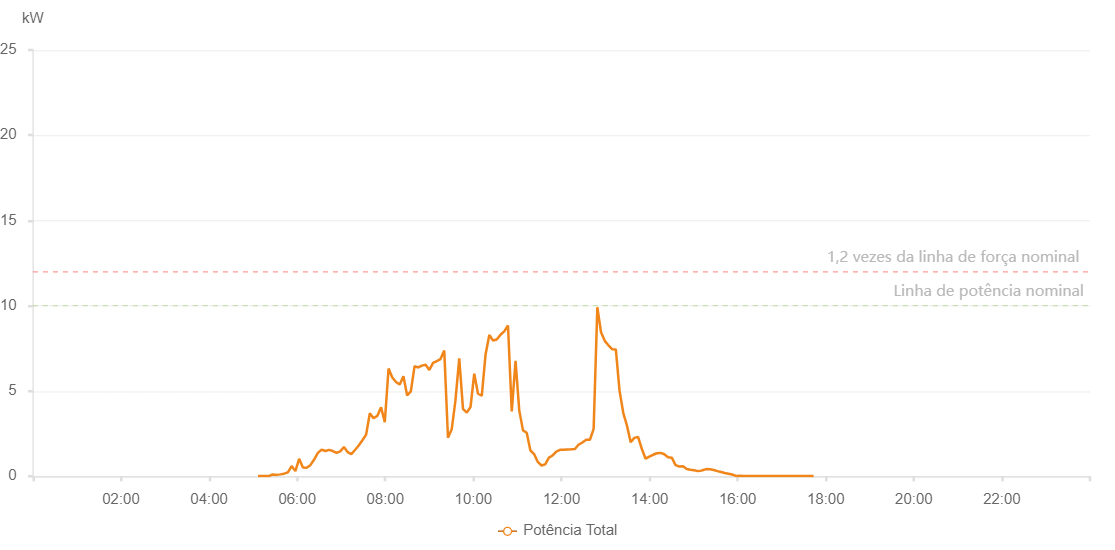 kW
25
20
15
1,2 vezes da linha de força nominal
Linha de potência nominal
10
5
0
02:00 04:00 06:00 08:00 10:00 12:00 14:00 16:00 18:00 20:00 22:00
Potência Total